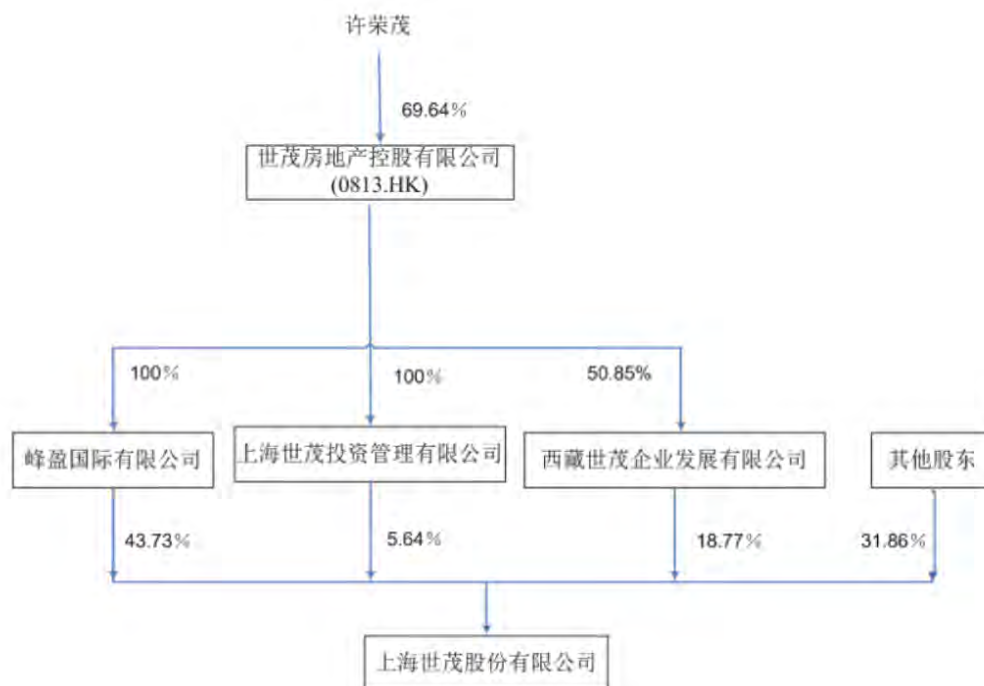 许荣茂
69.64%
世茂房地产控股有限公司
(0813.HK)
100%
100%
50.85%
峰盈国际有限公司
上海世茂投资管理有限公司
西藏世茂企业发展有限公司
其他股东
43.73%
5.64%
18.77%
31.86%
上海世茂股份有限公司